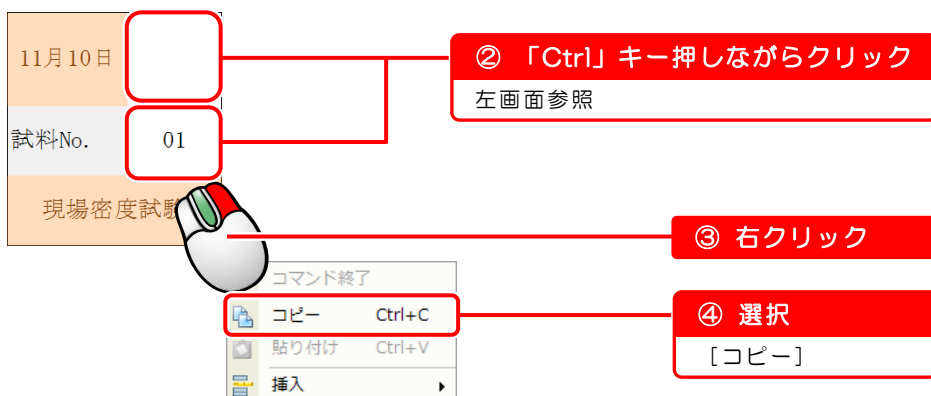 11月10日
② 「Ctrl」キー押しながらクリック
左画面参照
試料No. 01
現場密度試験
③ 右クリック
コマンド終了
④ 選択
コピー Ctrl+C
[コピー]
貼り付け Ctrl+V
挿入